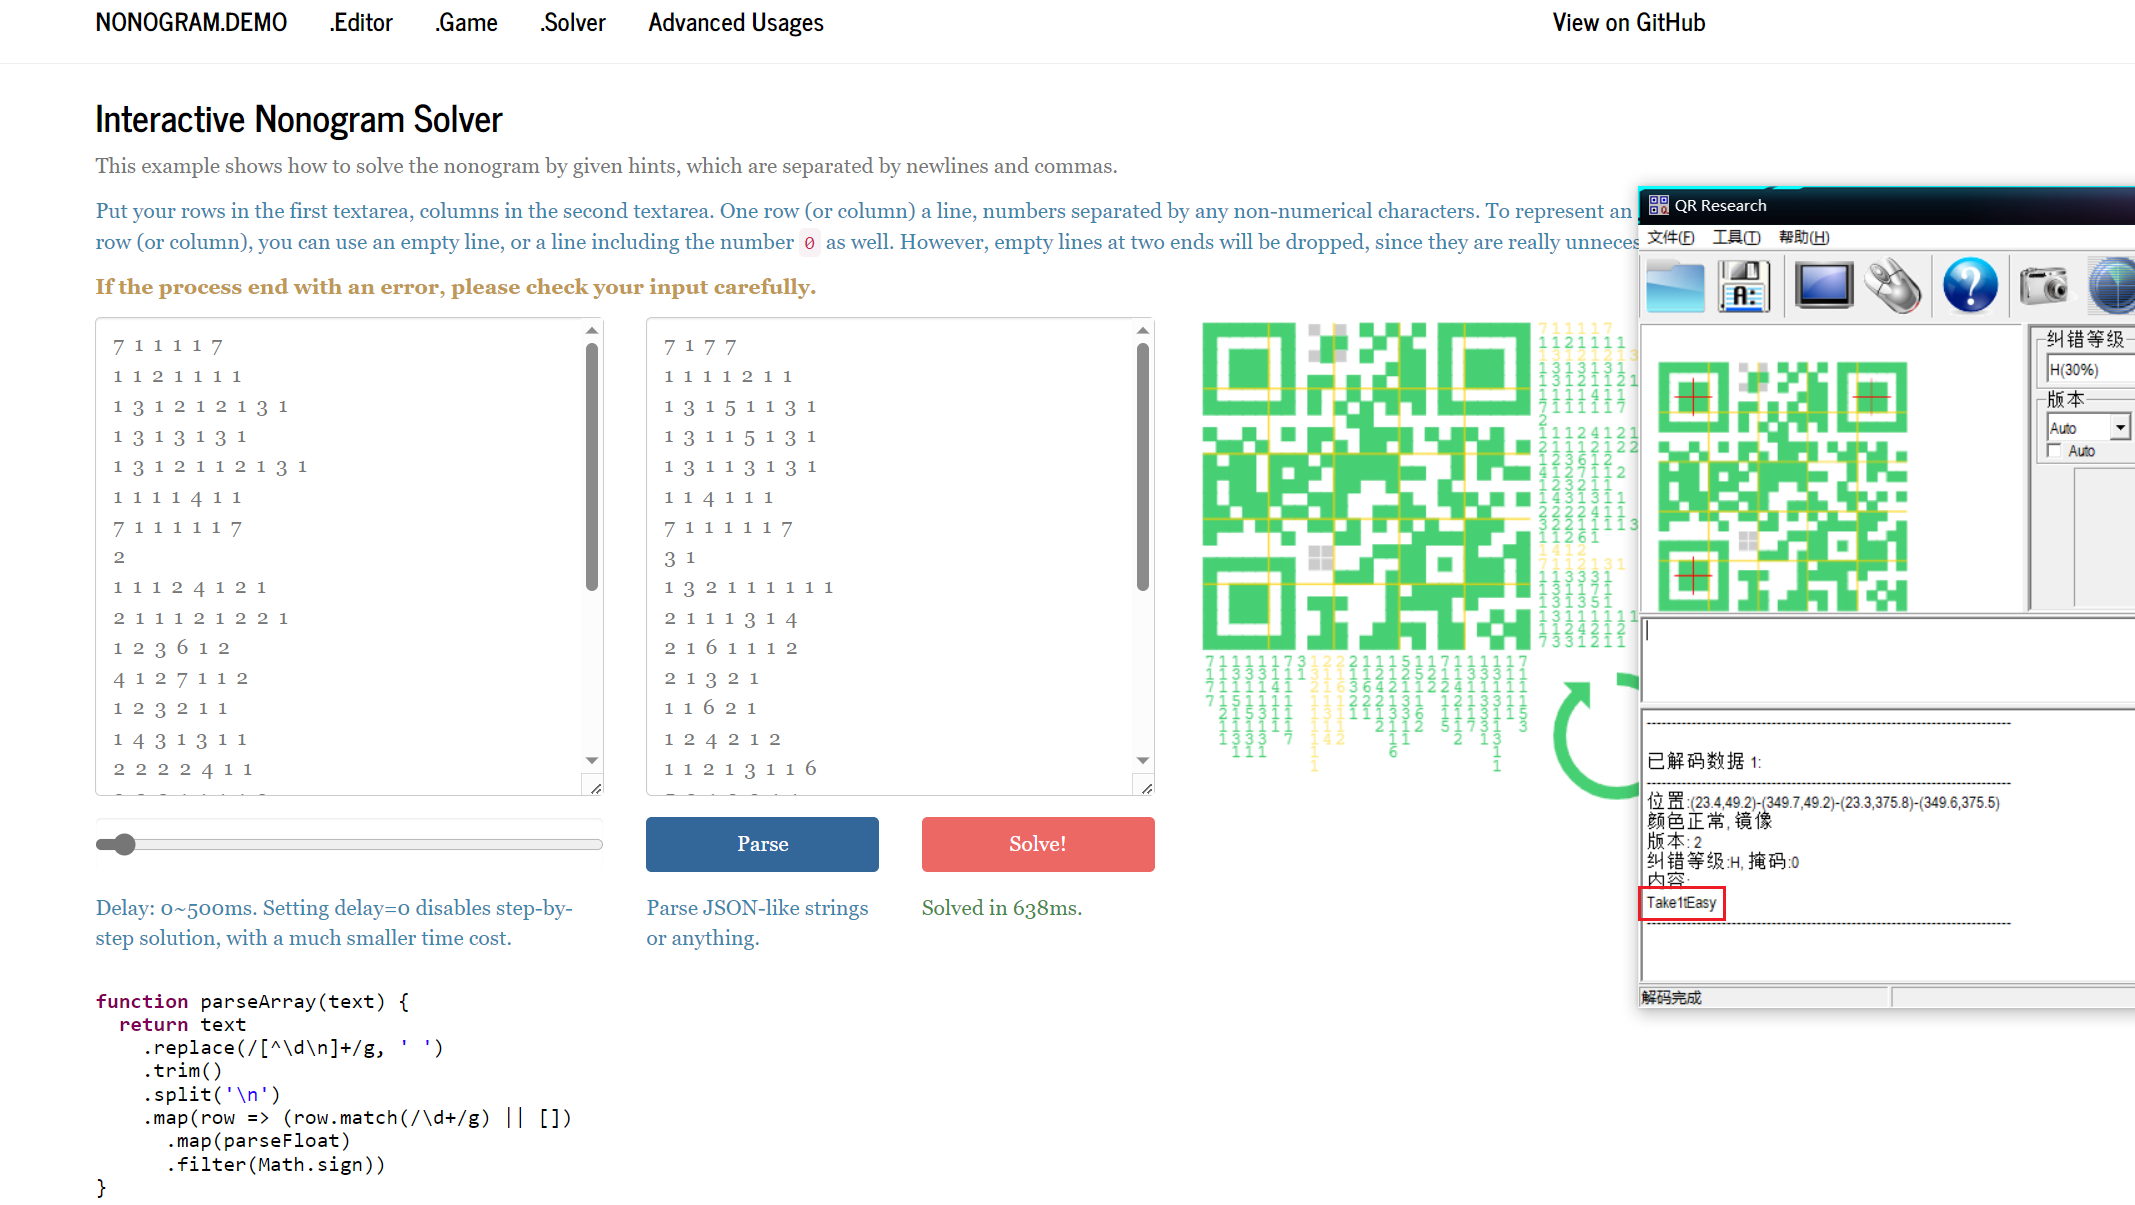 NONOGRAM.DEMO .Editor .Game .Solver Advanced Usages View on GitHub
Interactive Nonogram Solver
This example shows how to solve the nonogram by given hints, which are separated by newlines and commas.
Put your rows in the first textarea, columns in the second textarea. One row (or column) a line, numbers separated by any non-numerical characters. To represent an
row (or column), you can use an empty line, or a line including the number 0 as well. However, empty lines at two ends will be dropped, since they are really unneces
If the process end with an error, please check your input carefully.
7 1 1 1 1 7
1 1 2 1 1 1 1
1 3 1 2 1 2 1 3 1
1 3 1 3 1 3 1
1 3 1 2 1 1 2 1 3 1
1 1 1 1 4 1 1
7 1 1 1 1 1 7
2
1 1 1 2 4 1 2 1
2 1 1 1 2 1 2 2 1
1 2 3 6 1 2
4 1 2 7 1 1 2
1 2 3 2 1 1
1 4 3 1 3 1 1
2 2 2 2 4 1 1
7 1 7 7
1 1 1 1 2 1 1
1 3 1 5 1 1 3 1
1 3 1 1 5 1 3 1
1 3 1 1 3 1 3 1
1 1 4 1 1 1
7 1 1 1 1 1 7
3 1
1 3 2 1 1 1 1 1 1
2 1 1 1 3 1 4
2 1 6 1 1 1 2
2 1 3 2 1
1 1 6 2 1
1 2 4 2 1 2
1 1 2 1 3 1 1 6
Parse
Solve!
Delay: 0~500ms. Setting delay=0 disables step-by-
step solution, with a much smaller time cost.
Parse JSON-like strings
or anything.
Solved in 638ms.
function parseArray(text) {
return text
.replace(/[^\d\n]+/g, ' ')
.trim()
.split('\n')
.map(row => (row.match(/\d+/g) || [])
.map(parseFloat)
.filter(Math.sign))
}
QR Research
文件(F) 工具(T) 帮助(H)
A:
纠错等级
H(30%)
版本
Auto
Auto
已解码数据 1:
位置:(23.4,49.2)-(349.7,49.2)-(23.3,375.8)-(349.6,375.5)
颜色正常, 镜像
版本: 2
纠错等级:H, 掩码:0
内容:
Take1tEasy
解码完成